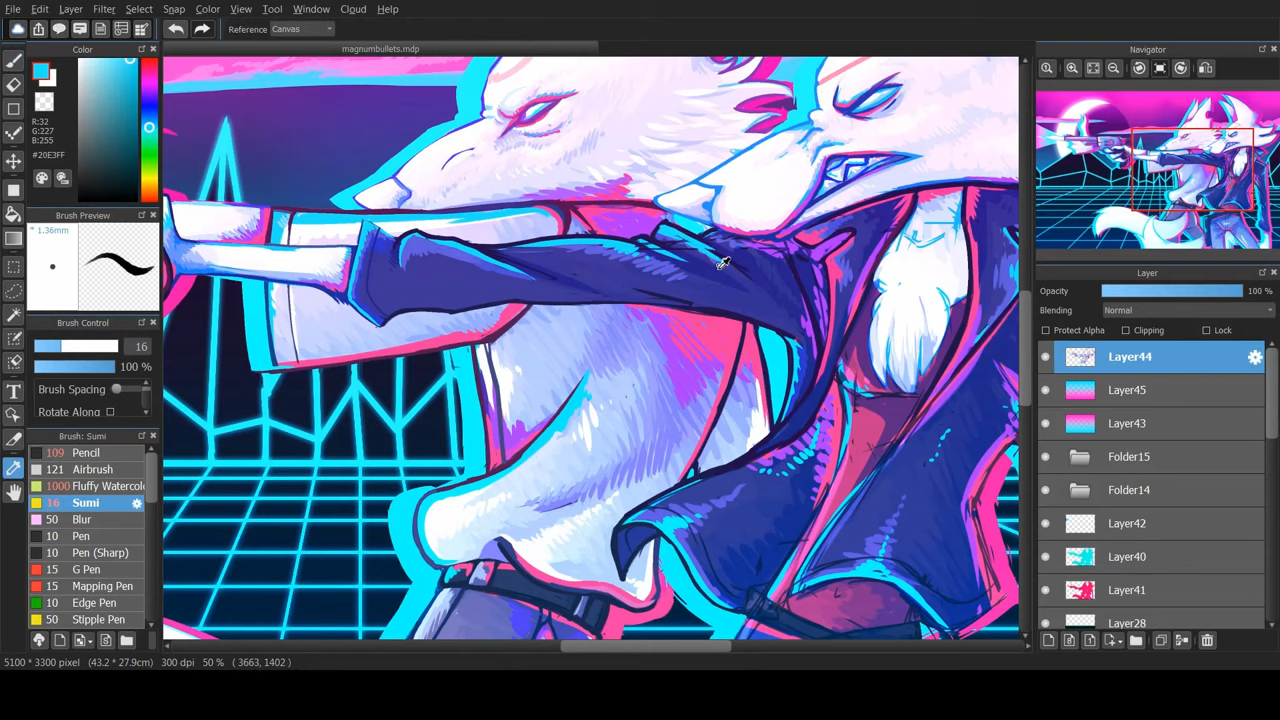 File Edit Layer Filter Select Snap Color View Tool Window Cloud Help
Reference Canvas
Color
magnumbullets.mdp
Navigator
R:32
G:227
B:255
#20E3FF
Brush Preview
* 1.36mm
Brush Control
16
100 %
Brush Spacing
Rotate Along
Brush: Sumi
109 Pencil
121 Airbrush
1000 Fluffy Watercolo
16 Sumi
50 Blur
10 Pen
10 Pen (Sharp)
15 G Pen
15 Mapping Pen
10 Edge Pen
50 Stipple Pen
Layer
Opacity 100 %
Blending Normal
Protect Alpha Clipping Lock
Layer44
Layer45
Layer43
Folder15
Folder14
Layer42
Layer40
Layer41
Layer28
5100 * 3300 pixel (43.2 * 27.9cm) 300 dpi 50 % ( 3663, 1402 )